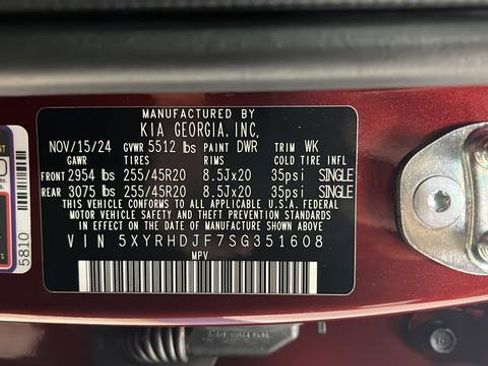 MANUFACTURED BY
KIA GEORGIA, INC,
NOV/15/24 GVWR 5512 lbs PAINT DWR TRIM WK
GAWR TIRES RIMS COLD TIRE INFL
FRONT 2954 lbs 255/45R20 8.5Jx20 35psi SINGLE
REAR 3075 lbs 255/45R20 8.5Jx20 35psi SINGLE
THIS VEHICLE CONFORMS TO ALL APPLICABLE U.S.A. FEDERAL
MOTOR VEHICLE SAFETY, BUMPER, AND THEFT PREVENTION
STANDARDS IN EFFECT ON THE DATE OF
MANUFACTURE SHOWN ABOVE.
VIN 5XYRHDJF7SG351608
MPV
5810